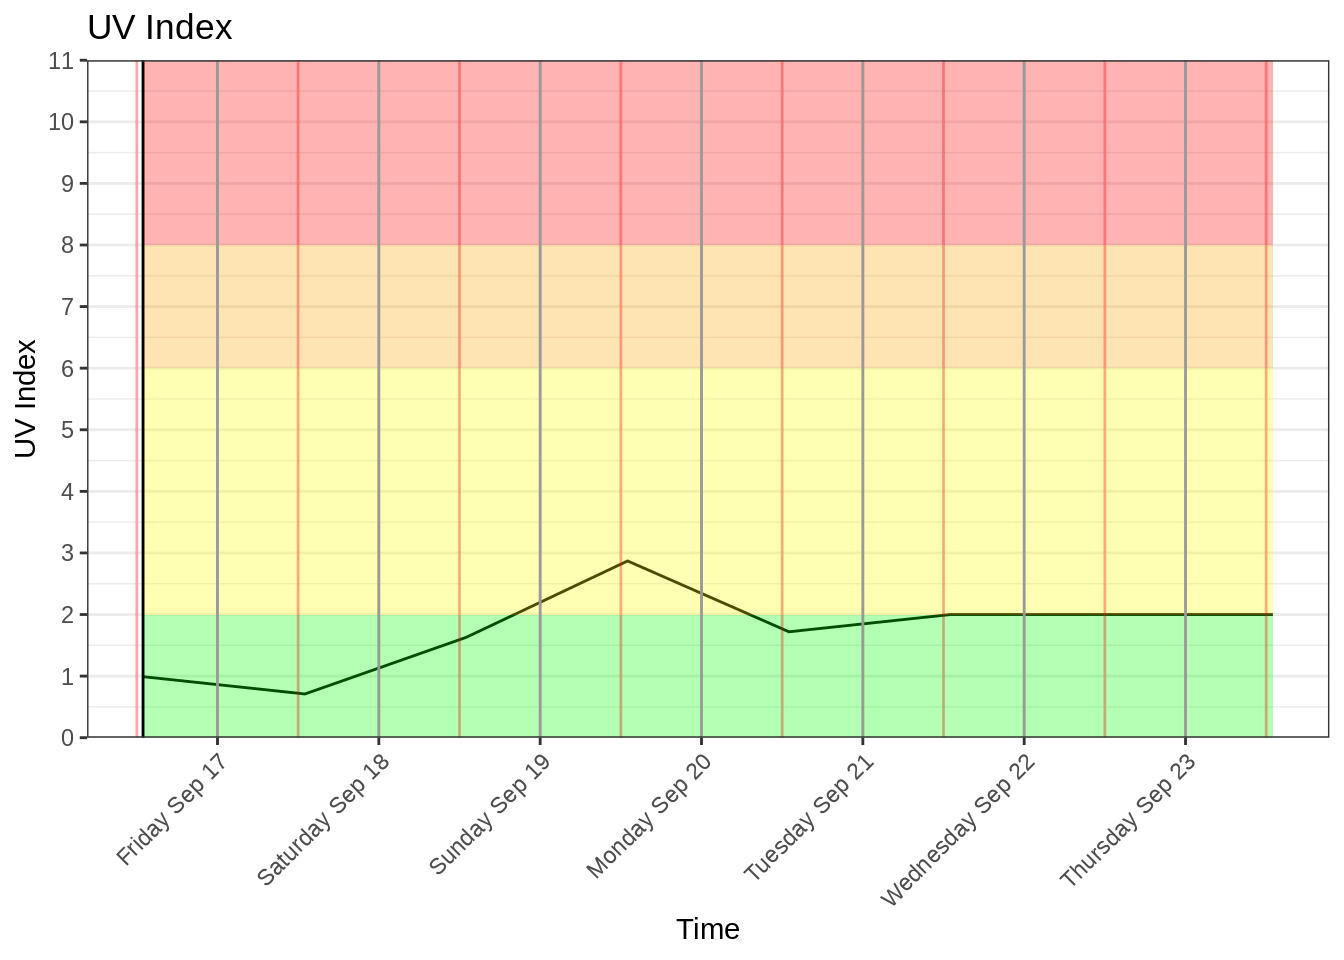 UV Index
11
10
9
8
7
6
5
4
3
2
1
0
UV Index
Friday Sep 17
Saturday Sep 18
Sunday Sep 19
Monday Sep 20
Tuesday Sep 21
Wednesday Sep 22
Thursday Sep 23
Time